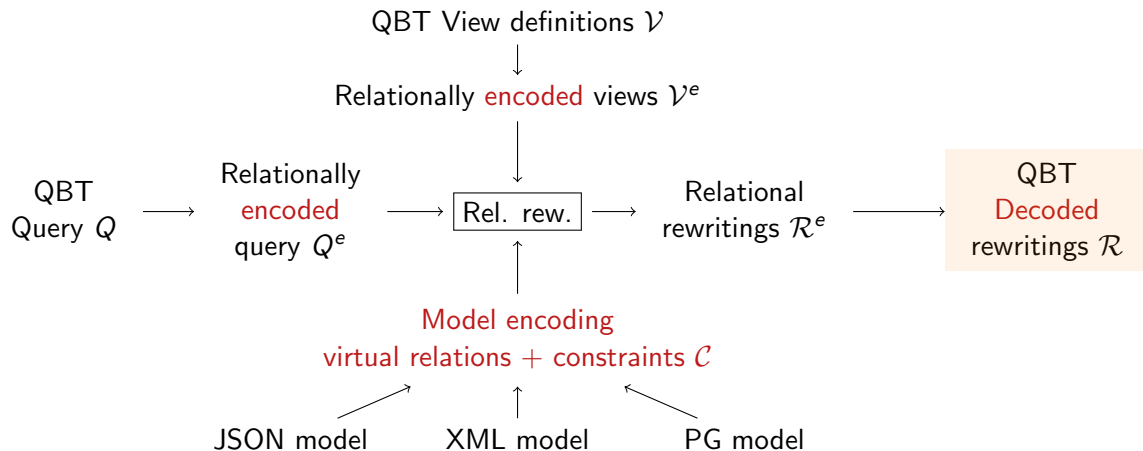 QBT View definitions 𝒱
Relationally encoded views 𝒱ᵉ
QBT
Query Q
Relationally
encoded
query Qᵉ
Rel. rew.
Relational
rewritings ℛᵉ
QBT
Decoded
rewritings ℛ
Model encoding
virtual relations + constraints 𝒞
JSON model
XML model
PG model